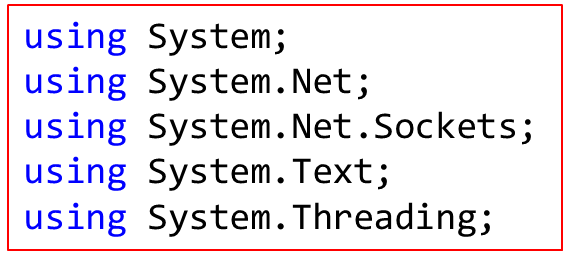 using System;
using System.Net;
using System.Net.Sockets;
using System.Text;
using System.Threading;